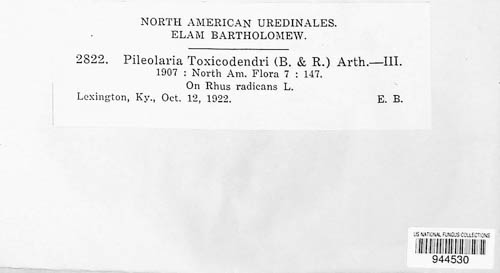 NORTH AMERICAN UREDINALES.
ELAM BARTHOLOMEW.
2822. Pileolaria Toxicodendri (B. & R.) Arth.—III.
1907 : North Am. Flora 7 : 147.
On Rhus radicans L.
Lexington, Ky., Oct. 12, 1922. E. B.
US NATIONAL FUNGUS COLLECTIONS
944530